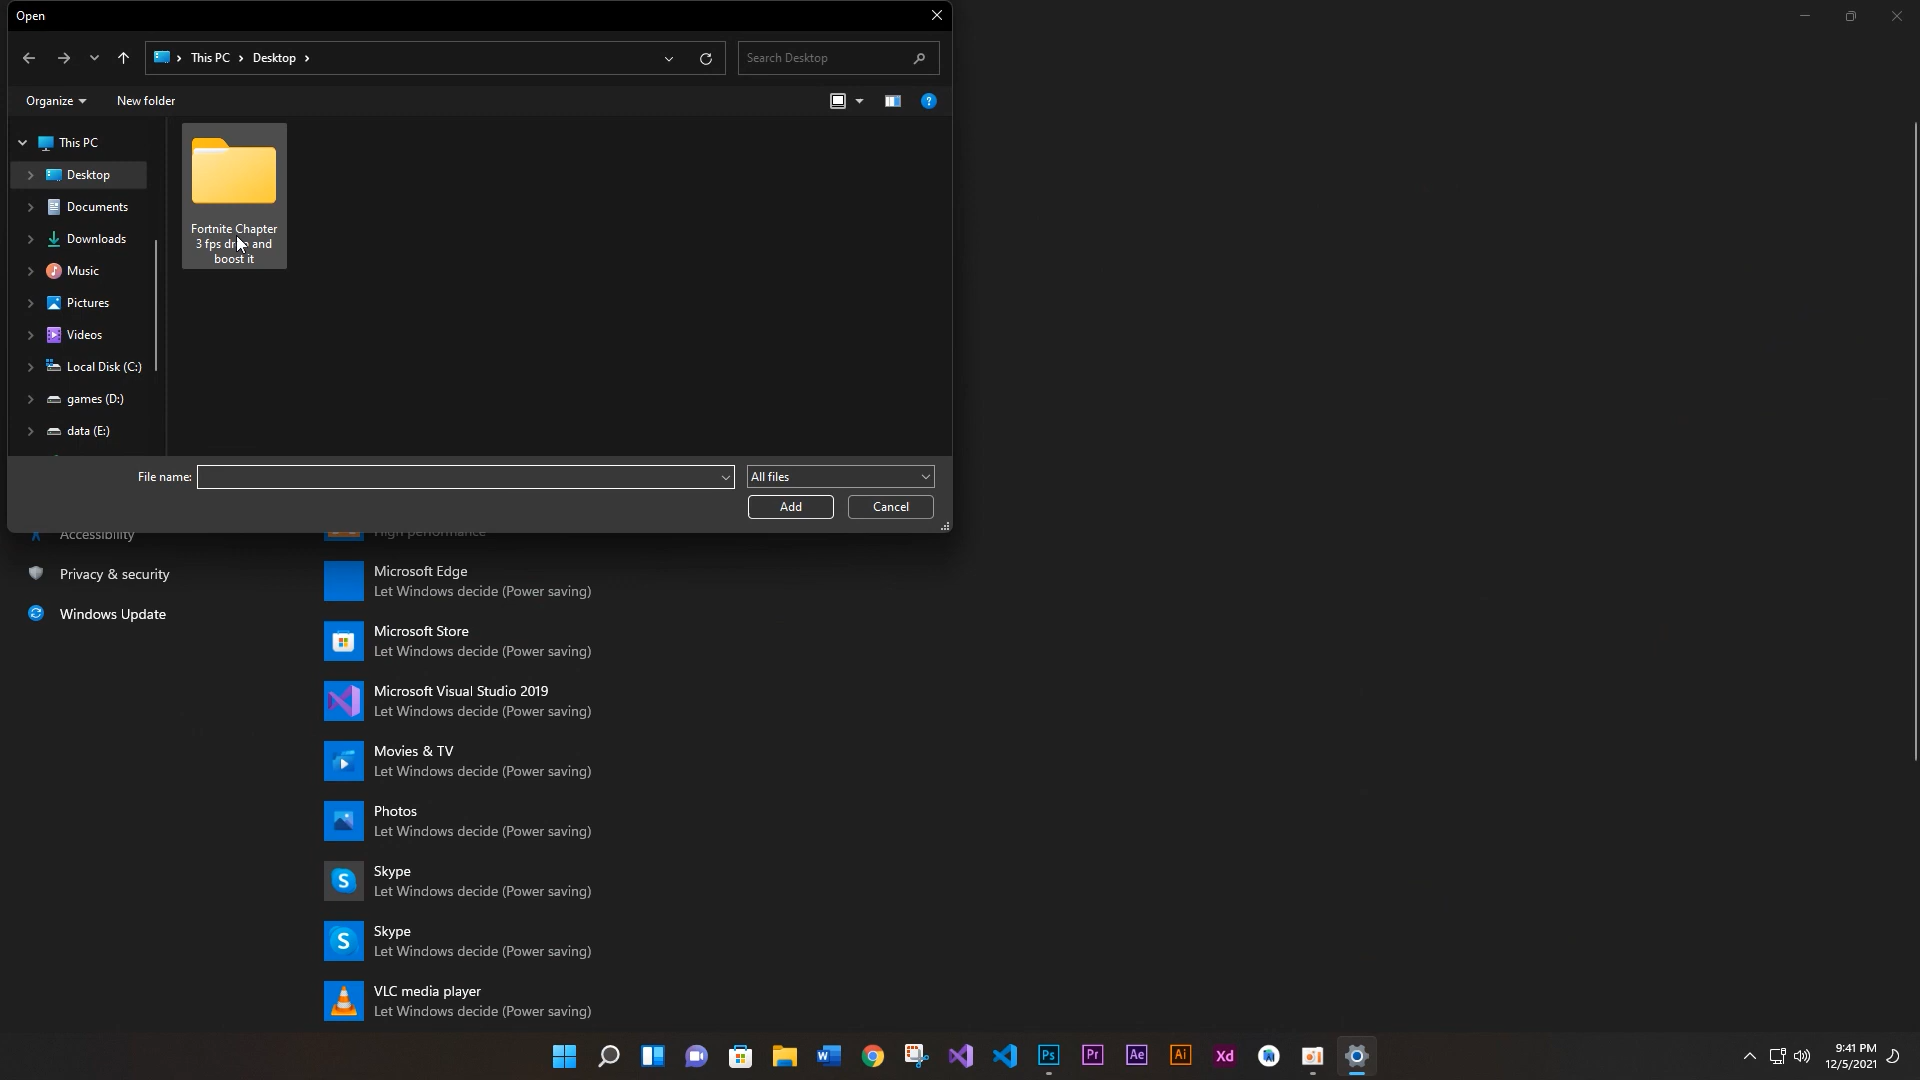 Open
This PC
Desktop
Search Desktop
Organize
New folder
?
This PC
Desktop
Documents
Downloads
Music
Pictures
Videos
Local Disk (C:)
games (D:)
data (E:)
Fortnite Chapter
3 fps drop and
boost it
File name:
All files
Add
Cancel
Accessibility
Privacy & security
Windows Update
High performance
Microsoft Edge
Let Windows decide (Power saving)
Microsoft Store
Let Windows decide (Power saving)
Microsoft Visual Studio 2019
Let Windows decide (Power saving)
Movies & TV
Let Windows decide (Power saving)
Photos
Let Windows decide (Power saving)
S
Skype
Let Windows decide (Power saving)
S
Skype
Let Windows decide (Power saving)
VLC media player
Let Windows decide (Power saving)
W
Ps
Pr
Ae
Ai
Xd
9:41 PM
12/5/2021